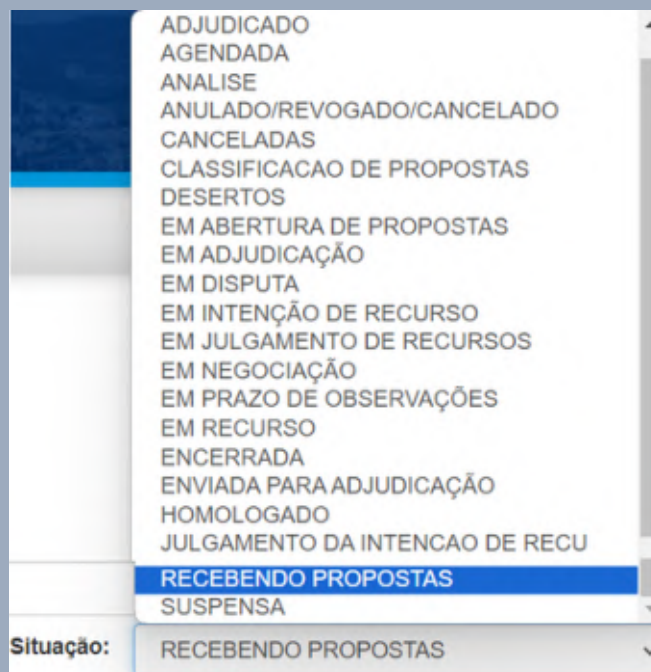 ADJUDICADO
AGENDADA
ANALISE
ANULADO/REVOGADO/CANCELADO
CANCELADAS
CLASSIFICACAO DE PROPOSTAS
DESERTOS
EM ABERTURA DE PROPOSTAS
EM ADJUDICAÇÃO
EM DISPUTA
EM INTENÇÃO DE RECURSO
EM JULGAMENTO DE RECURSOS
EM NEGOCIAÇÃO
EM PRAZO DE OBSERVAÇÕES
EM RECURSO
ENCERRADA
ENVIADA PARA ADJUDICAÇÃO
HOMOLOGADO
JULGAMENTO DA INTENCAO DE RECU
RECEBENDO PROPOSTAS
SUSPENSA
Situação: RECEBENDO PROPOSTAS